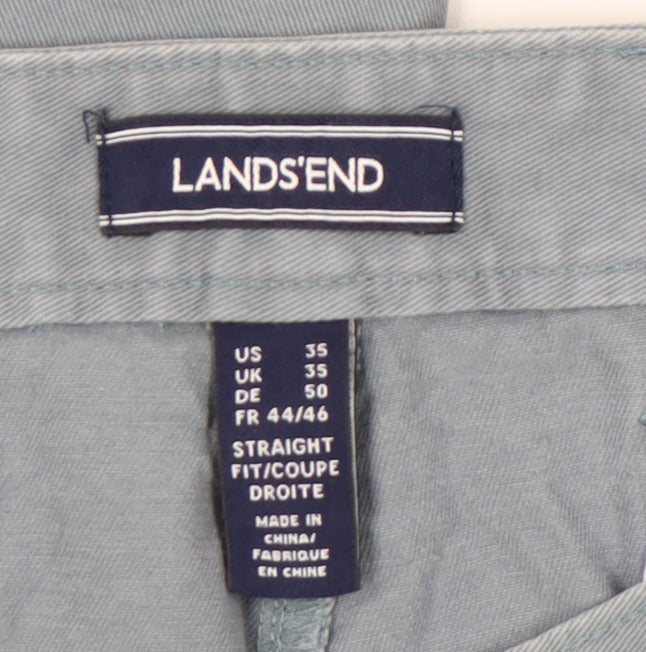 LANDS'END
US 35
UK 35
DE 50
FR 44/46
STRAIGHT
FIT/COUPE
DROITE
MADE IN
CHINA/
FABRIQUE
EN CHINE